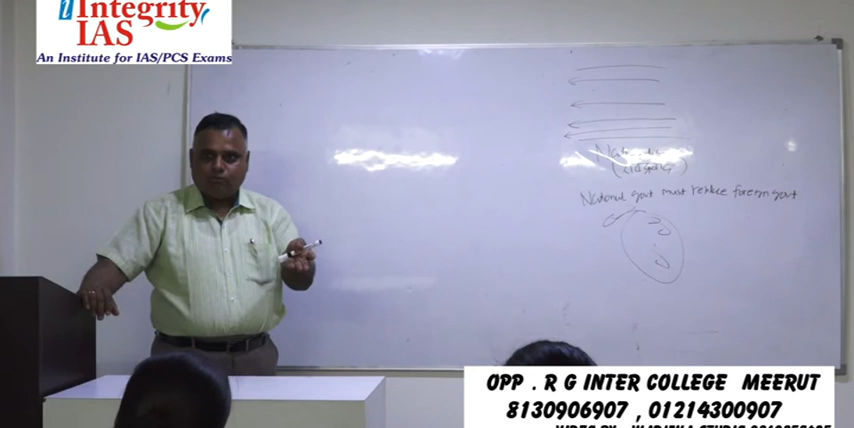 iIntegrity
IAS
An Institute for IAS/PCS Exams
National govt must replace foreign govt
OPP . R G INTER COLLEGE MEERUT
8130906907 , 01214300907